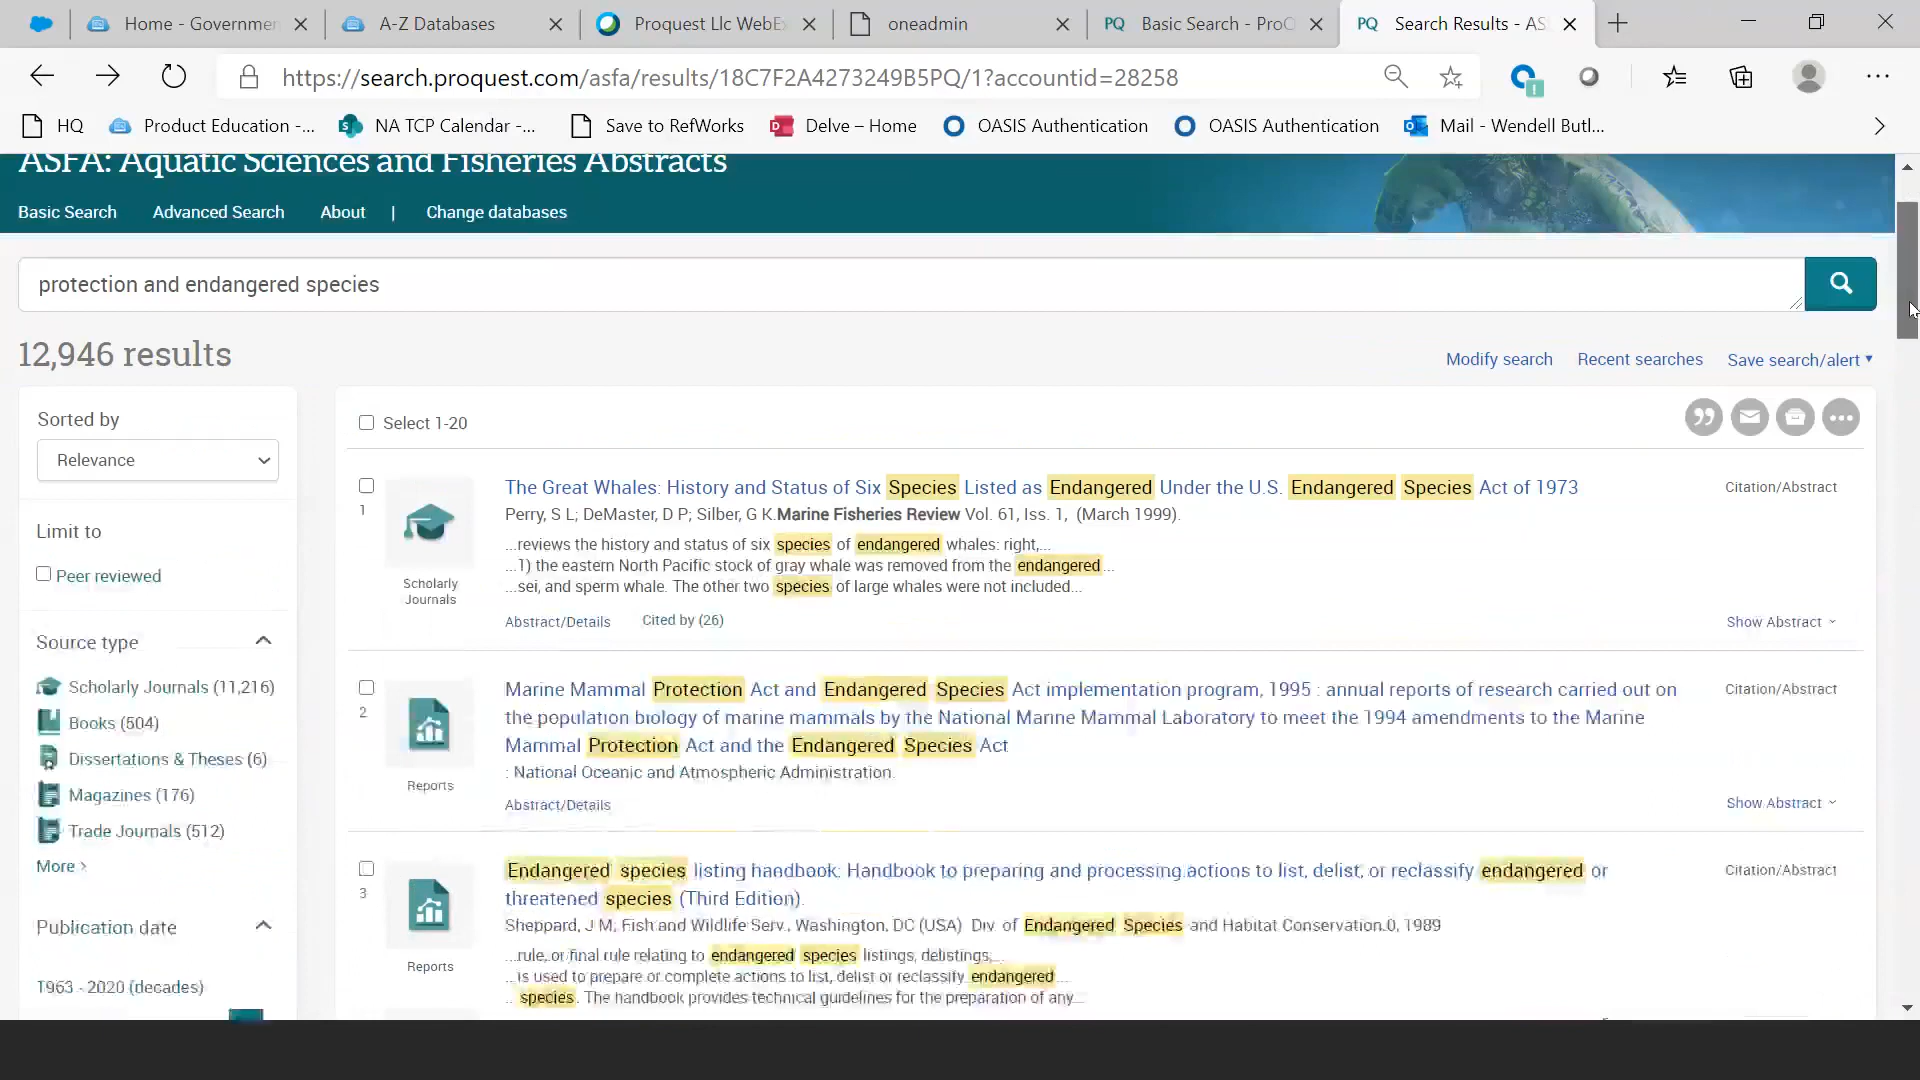 Home - Governmen
A-Z Databases
Proquest Llc WebEx
oneadmin
PQ Basic Search - ProQ
PQ Search Results - AS
https://search.proquest.com/asfa/results/18C7F2A4273249B5PQ/1?accountid=28258
HQ
Product Education -...
NA TCP Calendar -...
Save to RefWorks
Delve – Home
OASIS Authentication
OASIS Authentication
Mail - Wendell Butl...
ASFA: Aquatic Sciences and Fisheries Abstracts
Basic Search Advanced Search About | Change databases
protection and endangered species
12,946 results
Modify search Recent searches Save search/alert
Sorted by
Relevance
Limit to
Peer reviewed
Source type
Scholarly Journals (11,216)
Books (504)
Dissertations & Theses (6)
Magazines (176)
Trade Journals (512)
More >
Publication date
1963 - 2020 (decades)
Select 1-20
1
Scholarly
Journals
The Great Whales: History and Status of Six Species Listed as Endangered Under the U.S. Endangered Species Act of 1973
Citation/Abstract
Perry, S L; DeMaster, D P; Silber, G K.Marine Fisheries Review Vol. 61, Iss. 1, (March 1999).
...reviews the history and status of six species of endangered whales: right,...
...1) the eastern North Pacific stock of gray whale was removed from the endangered...
...sei, and sperm whale. The other two species of large whales were not included...
Abstract/Details Cited by (26)
Show Abstract
2
Reports
Marine Mammal Protection Act and Endangered Species Act implementation program, 1995 : annual reports of research carried out on
the population biology of marine mammals by the National Marine Mammal Laboratory to meet the 1994 amendments to the Marine
Mammal Protection Act and the Endangered Species Act
Citation/Abstract
: National Oceanic and Atmospheric Administration.
Abstract/Details
Show Abstract
3
Reports
Endangered species listing handbook: Handbook to preparing and processing actions to list, delist, or reclassify endangered or
threatened species (Third Edition).
Citation/Abstract
Sheppard, J M; Fish and Wildlife Serv., Washington, DC (USA) Div. of Endangered Species and Habitat Conservation.0, 1989
...rule, or final rule relating to endangered species listings, delistings,...
...is used to prepare or complete actions to list, delist or reclassify endangered...
...species. The handbook provides technical guidelines for the preparation of any...